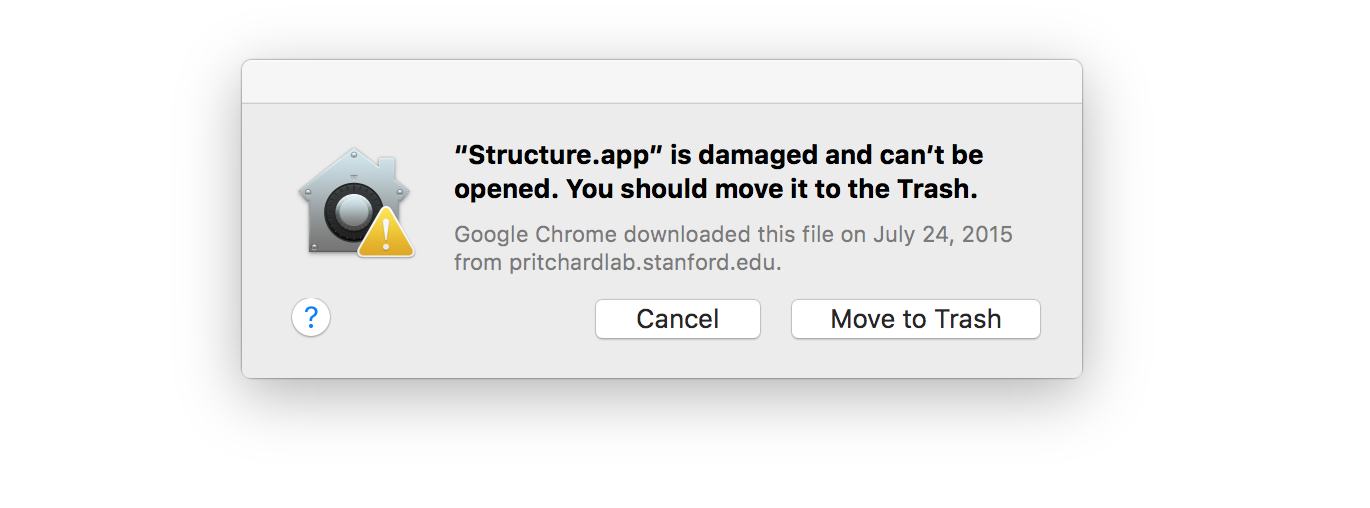 “Structure.app” is damaged and can’t be
opened. You should move it to the Trash.
Google Chrome downloaded this file on July 24, 2015
from pritchardlab.stanford.edu.
?
Cancel
Move to Trash